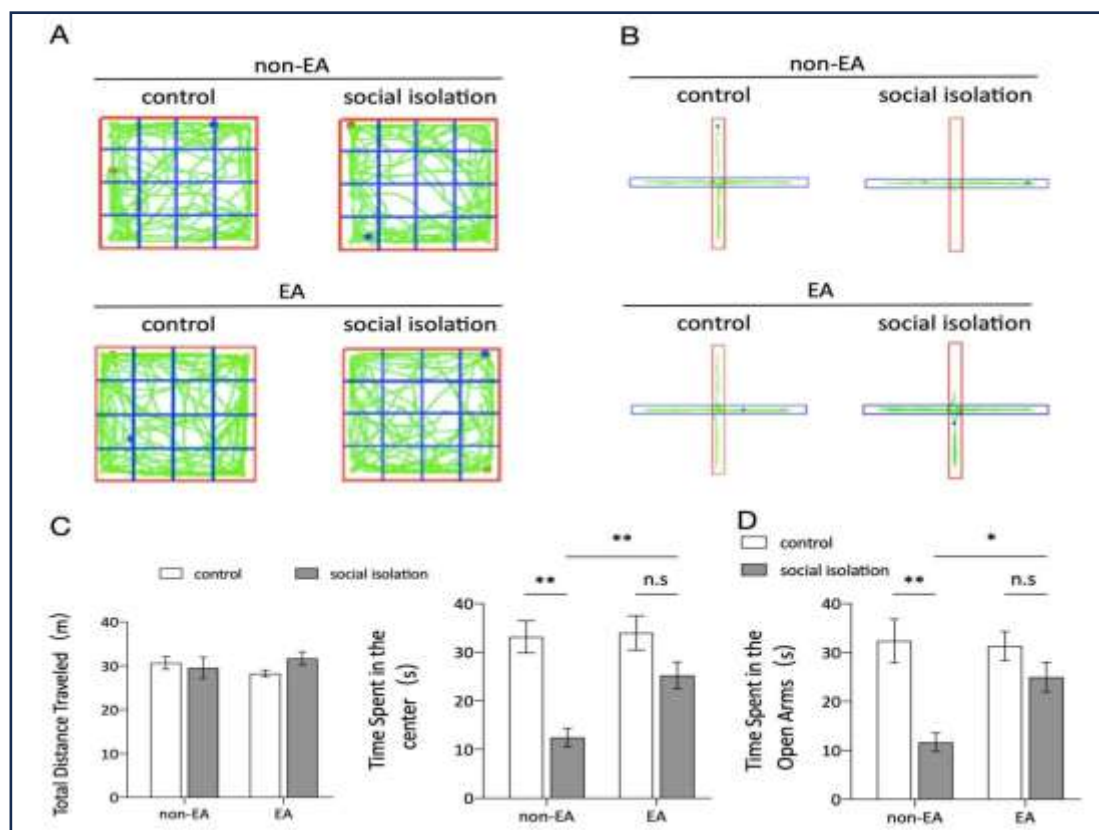 A
non-EA
control social isolation
EA
control social isolation
B
non-EA
control social isolation
EA
control social isolation
C
control social isolation
Total Distance Traveled (m)
40
30
20
10
0
non-EA EA
Time Spent in the
center (s)
40
30
20
10
0
**
**
n.s
non-EA EA
D
control
social isolation
Time Spent in the
Open Arms (s)
40
30
20
10
0
*
**
n.s
non-EA EA